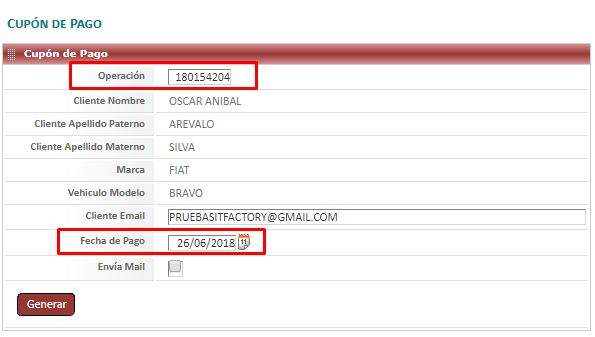 CUPÓN DE PAGO
Cupón de Pago
Operación 180154204
Cliente Nombre OSCAR ANIBAL
Cliente Apellido Paterno AREVALO
Cliente Apellido Materno SILVA
Marca FIAT
Vehiculo Modelo BRAVO
Cliente Email PRUEBASITFACTORY@GMAIL.COM
Fecha de Pago 26/06/2018 11
Envía Mail
Generar